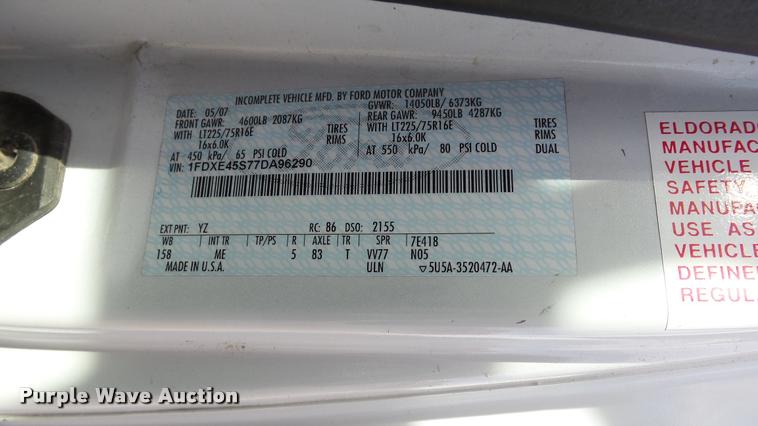 INCOMPLETE VEHICLE MFD. BY FORD MOTOR COMPANY
DATE: 05/07 GVWR: 14050LB/ 6373KG
FRONT GAWR: 4600LB 2087KG REAR GAWR: 9450LB 4287KG
WITH LT225/75R16E TIRES WITH LT225/75R16E TIRES
16x6.0K RIMS 16x6.0K RIMS
AT 450 kPa/ 65 PSI COLD AT 550 kPa/ 80 PSI COLD DUAL
VIN: 1FDXE45S77DA96290
EXT PNT: YZ RC: 86 DSO: 2155
WB INT TR TP/PS R AXLE TR SPR 7E418
158 ME 5 83 T VV77 N05
MADE IN U.S.A. ULN ▽5U5A-3520472-AA
ELDORADO
MANUFAC
VEHICLE
SAFETY
MANUFAC
USE AS
VEHICLE
DEFINE
REGUL
Purple Wave Auction